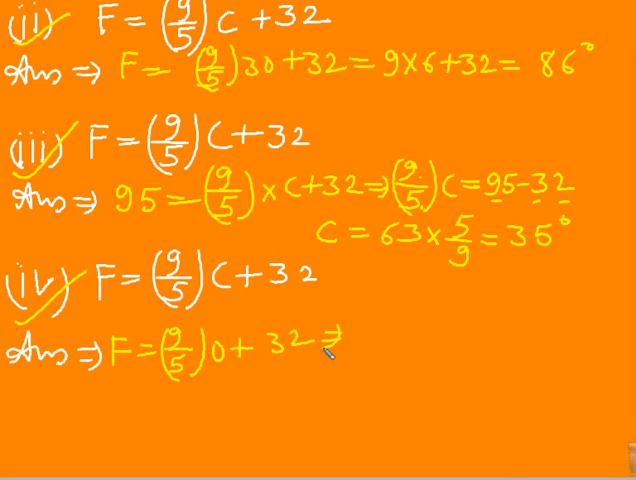 (ii) F = (9/5) C + 32
Ans ⇒ F = (9/5) 30 + 32 = 9×6 + 32 = 86°
(iii) F = (9/5) C + 32
Ans ⇒ 95 = (9/5) × C + 32 ⇒ (9/5) C = 95 - 32
C = 63 × 5/9 = 35°
(iv) F = (9/5) C + 32
Ans ⇒ F = (9/5) 0 + 32 ⇒